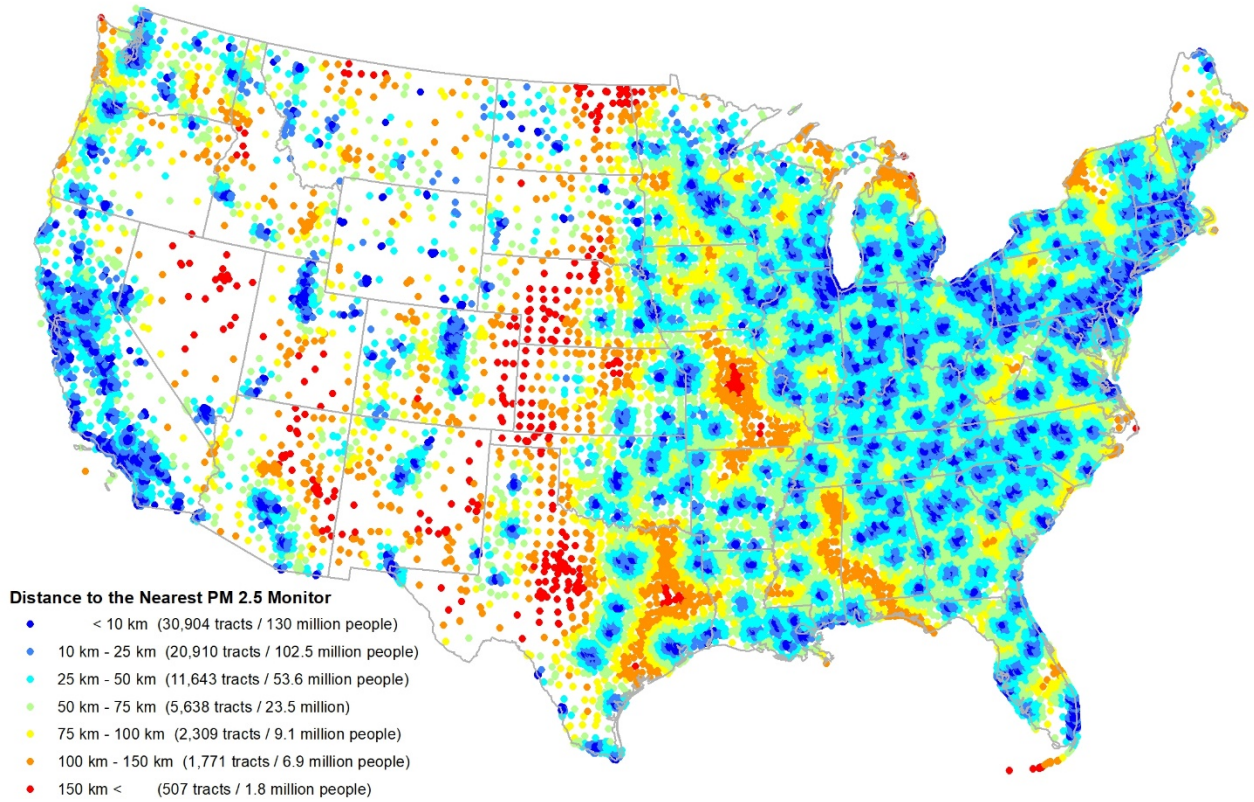 Distance to the Nearest PM 2.5 Monitor
< 10 km (30,904 tracts / 130 million people)
10 km - 25 km (20,910 tracts / 102.5 million people)
25 km - 50 km (11,643 tracts / 53.6 million people)
50 km - 75 km (5,638 tracts / 23.5 million)
75 km - 100 km (2,309 tracts / 9.1 million people)
100 km - 150 km (1,771 tracts / 6.9 million people)
150 km < (507 tracts / 1.8 million people)